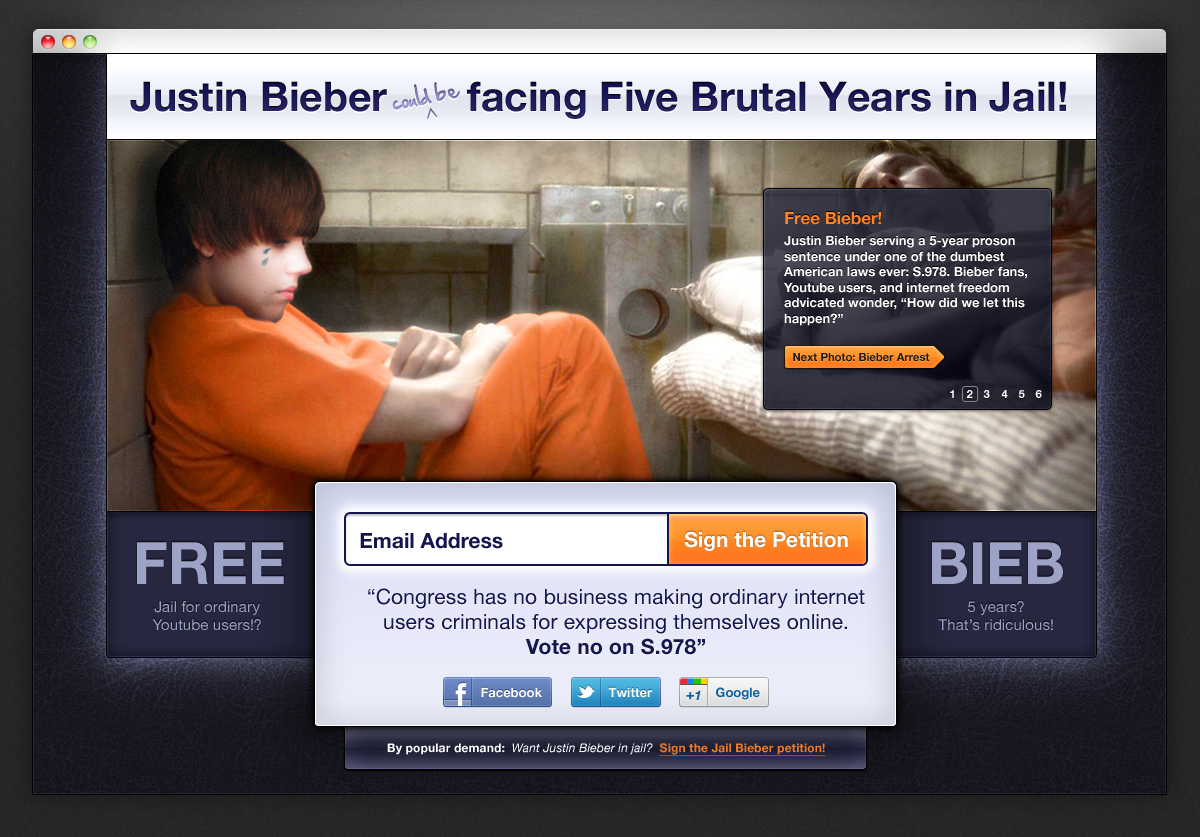 Justin Bieber could be facing Five Brutal Years in Jail!
Free Bieber!
Justin Bieber serving a 5-year proson
sentence under one of the dumbest
American laws ever: S.978. Bieber fans,
Youtube users, and internet freedom
advicated wonder, “How did we let this
happen?”
Next Photo: Bieber Arrest
1 2 3 4 5 6
Email Address
Sign the Petition
FREE
Jail for ordinary
Youtube users!?
“Congress has no business making ordinary internet
users criminals for expressing themselves online.
Vote no on S.978”
f Facebook
Twitter
+1 Google
BIEB
5 years?
That’s ridiculous!
By popular demand: Want Justin Bieber in jail? Sign the Jail Bieber petition!